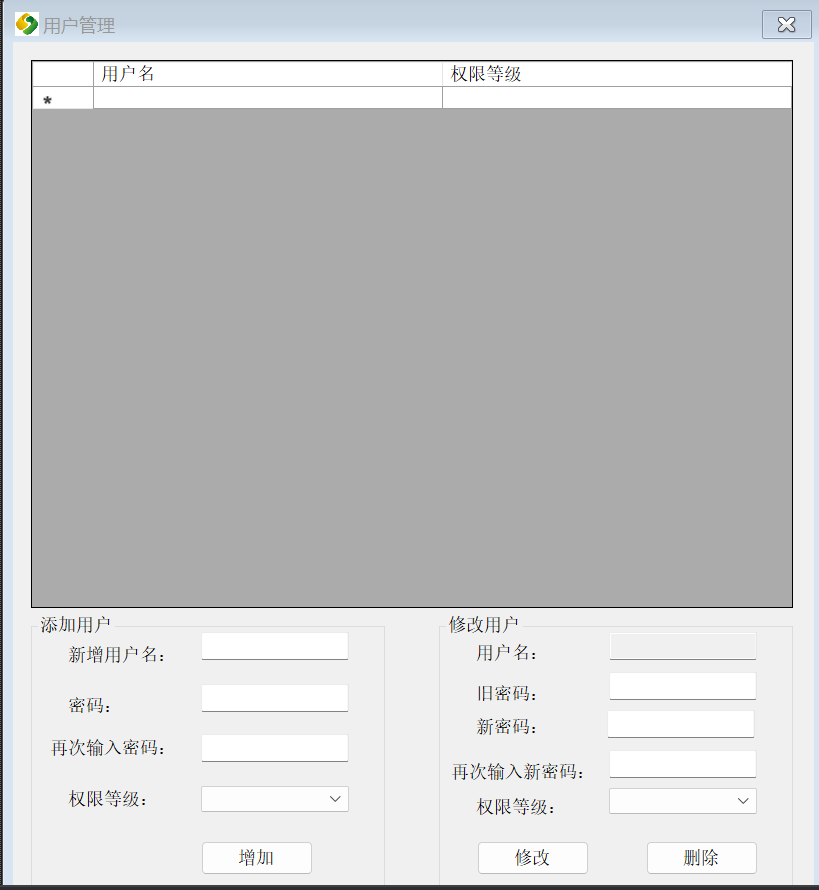 用户管理
用户名 权限等级
*
添加用户
新增用户名：
密码：
再次输入密码：
权限等级：
增加
修改用户
用户名：
旧密码：
新密码：
再次输入新密码：
权限等级：
修改 删除